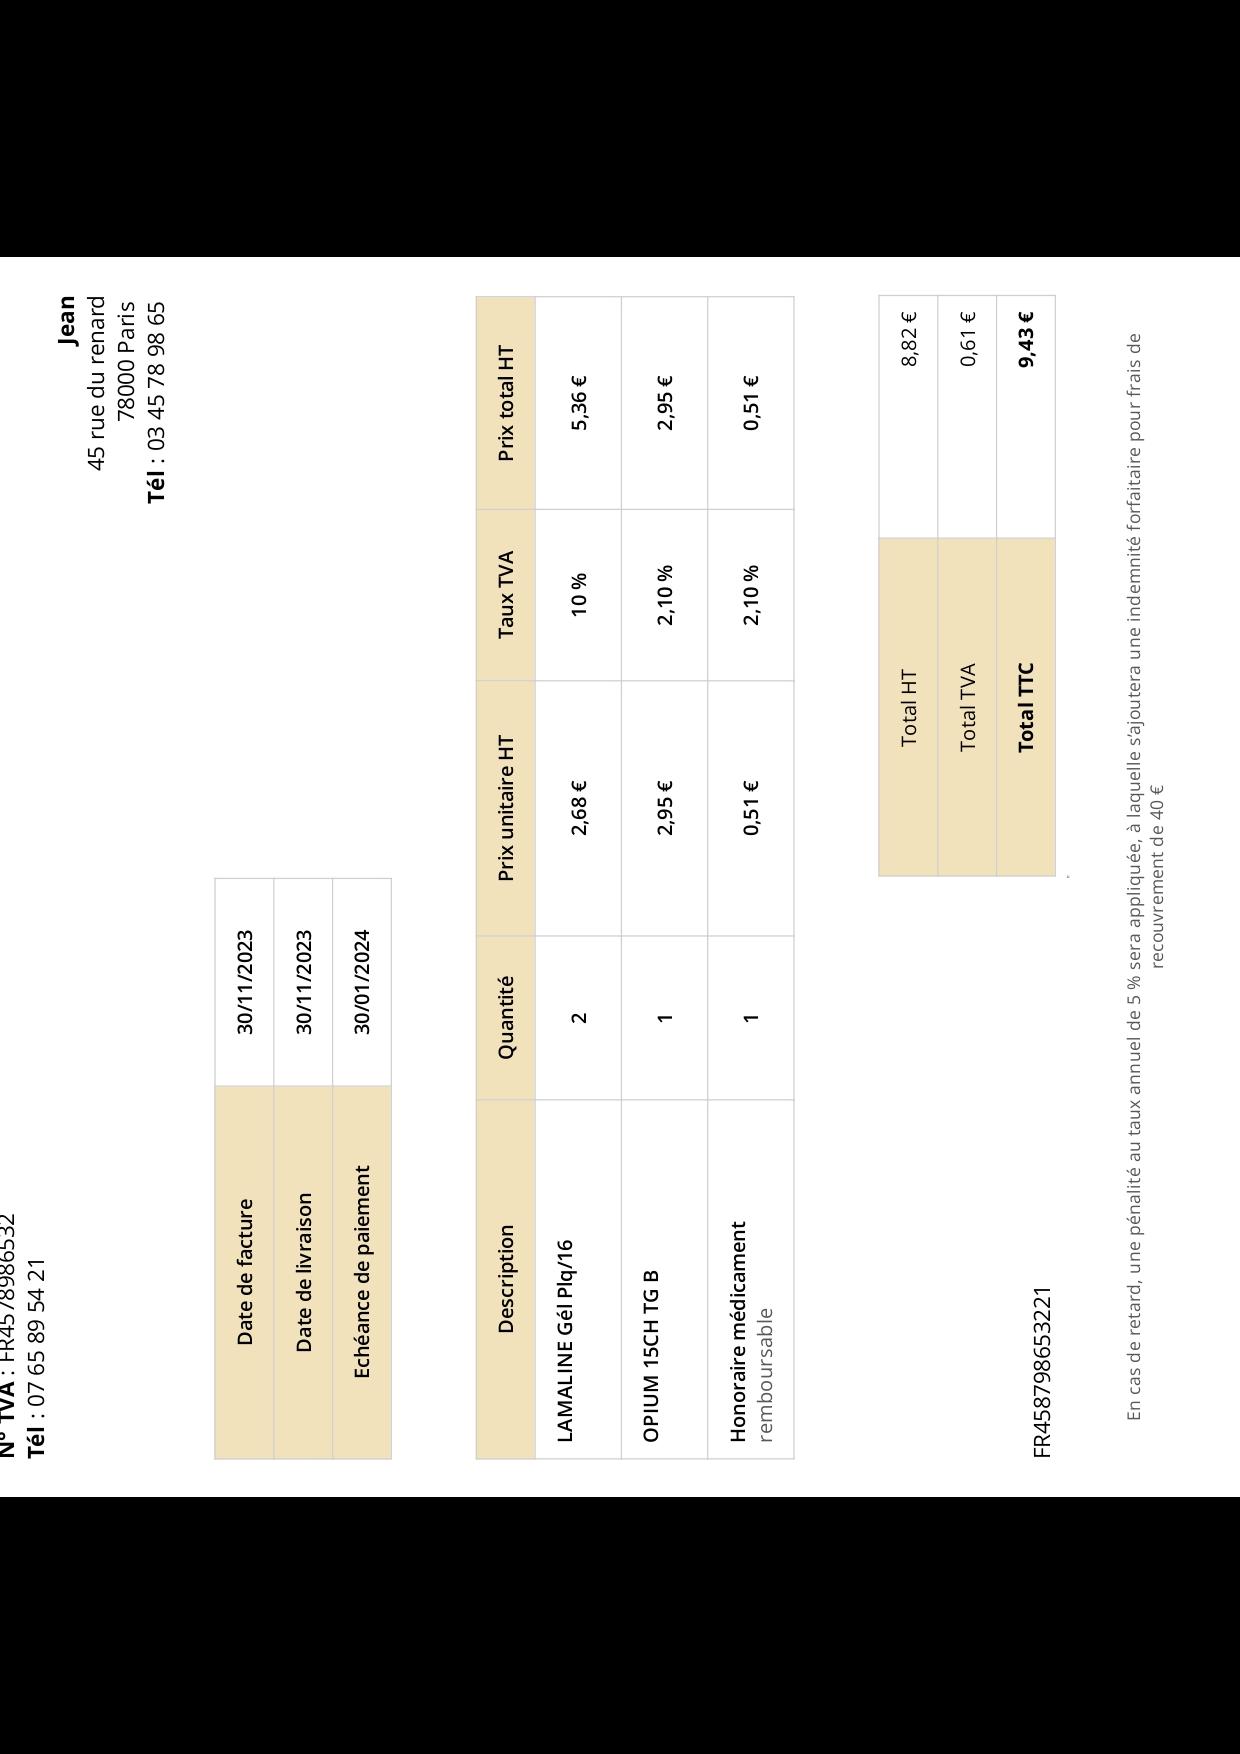 N° TVA : FR4578986532
Tél : 07 65 89 54 21
Jean
45 rue du renard
78000 Paris
Tél : 03 45 78 98 65
Date de facture 30/11/2023
Date de livraison 30/11/2023
Echéance de paiement 30/01/2024
Description Quantité Prix unitaire HT Taux TVA Prix total HT
LAMALINE Gél Plq/16 2 2,68 € 10 % 5,36 €
OPIUM 15CH TG B 1 2,95 € 2,10 % 2,95 €
Honoraire médicament 1 0,51 € 2,10 % 0,51 €
remboursable
Total HT 8,82 €
Total TVA 0,61 €
Total TTC 9,43 €
FR458798653221
En cas de retard, une pénalité au taux annuel de 5 % sera appliquée, à laquelle s'ajoutera une indemnité forfaitaire pour frais de
recouvrement de 40 €